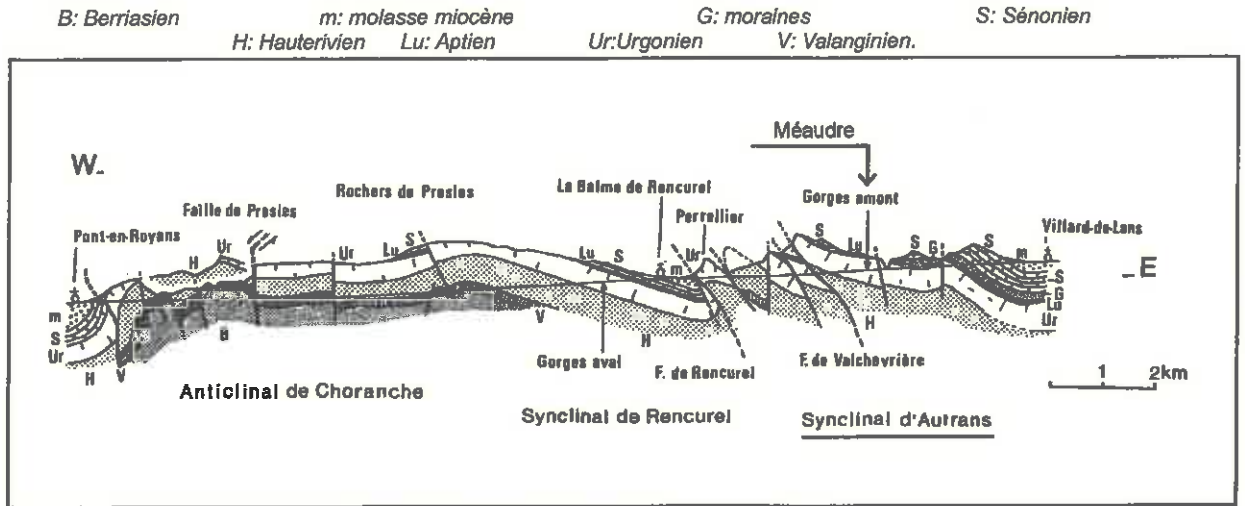 B: Berriasien m: molasse miocène G: moraines S: Sénonien
H: Hauterivien Lu: Aptien Ur:Urgonien V: Valanginien.
Méaudre
W-
Rochers de Presles La Balme de Rencurel Gorges amont
Faille de Presles Perrellier Villard-de-Lans
Pont-en-Royans
Ur Ur Lu S Lu S m Ur S Lu S G S m
H
- E
m
S
Ur
H V B V H H
S
G
Lu
Ur
Gorges aval F. de Rencurel F. de Valchevrière
1 2km
Anticlinal de Choranche
Synclinal de Rencurel Synclinal d'Autrans